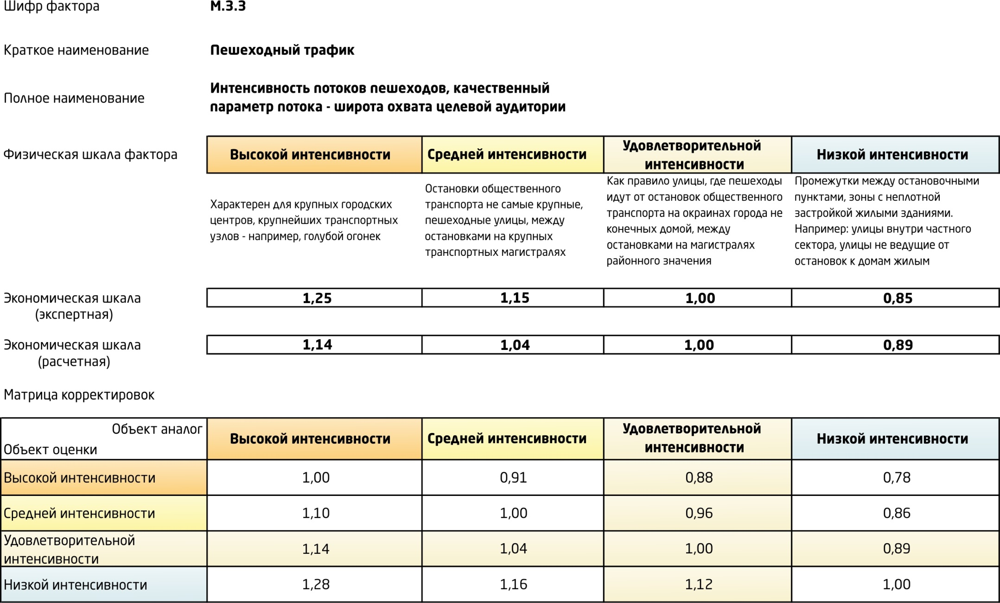 Шифр фактора М.3.3
Краткое наименование Пешеходный трафик
Полное наименование
Интенсивность потоков пешеходов, качественный
параметр потока - широта охвата целевой аудитории
Физическая шкала фактора
Высокой интенсивности
Средней интенсивности
Удовлетворительной
интенсивности
Низкой интенсивности
Характерен для крупных городских
центров, крупнейших транспортных
узлов - например, голубой огонек
Остановки общественного
транспорта не самые крупные,
пешеходные улицы, между
остановками на крупных
транспортных магистралях
Как правило улицы, где пешеходы
идут от остановок общественного
транспорта на окраинах города не
конечных домой, между
остановками на магистралях
районного значения
Промежутки между остановочными
пунктами, зоны с неплотной
застройкой жилыми зданиями.
Например: улицы внутри частного
сектора, улицы не ведущие от
остановок к домам жилым
Экономическая шкала
(экспертная)
1,25 1,15 1,00 0,85
Экономическая шкала
(расчетная)
1,14 1,04 1,00 0,89
Матрица корректировок
Объект аналог
Объект оценки
Высокой интенсивности
Средней интенсивности
Удовлетворительной
интенсивности
Низкой интенсивности
Высокой интенсивности 1,00 0,91 0,88 0,78
Средней интенсивности 1,10 1,00 0,96 0,86
Удовлетворительной
интенсивности
1,14 1,04 1,00 0,89
Низкой интенсивности 1,28 1,16 1,12 1,00